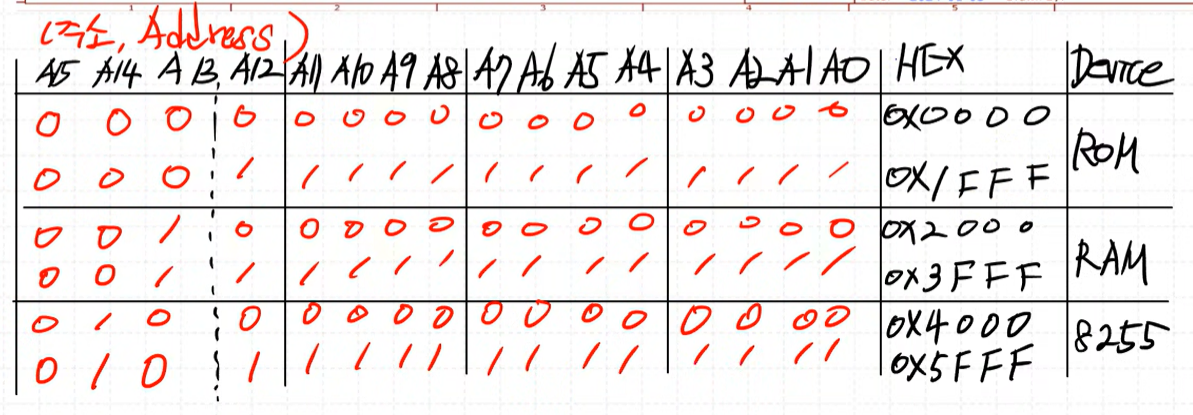 (주소, Address)
A15 A14 A13 A12 A11 A10 A9 A8 A7 A6 A5 A4 A3 A2 A1 A0 HEX Device
0 0 0 0 0 0 0 0 0 0 0 0 0 0 0 0 0x0000
ROM
0 0 0 1 1 1 1 1 1 1 1 1 1 1 1 1 0x1FFF
0 0 1 0 0 0 0 0 0 0 0 0 0 0 0 0 0x2000
RAM
0 0 1 1 1 1 1 1 1 1 1 1 1 1 1 1 0x3FFF
0 1 0 0 0 0 0 0 0 0 0 0 0 0 0 0 0x4000
8255
0 1 0 1 1 1 1 1 1 1 1 1 1 1 1 1 0x5FFF